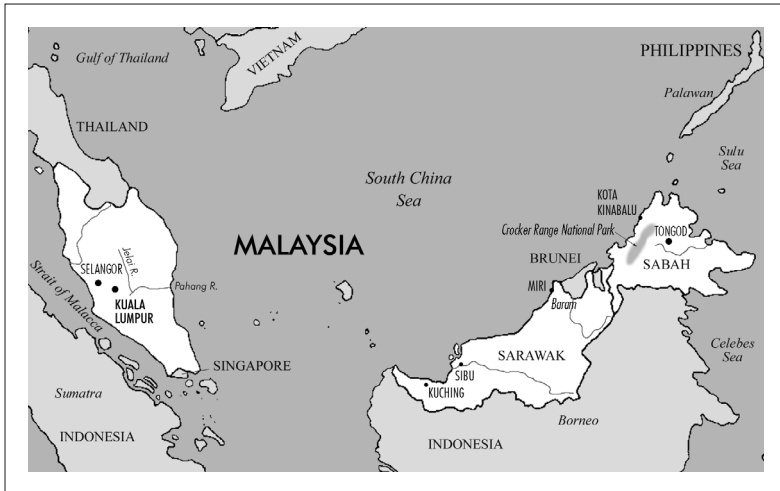 Gulf of Thailand
VIETNAM
PHILIPPINES
Palawan
THAILAND
Sulu
Sea
South China
Sea
KOTA
KINABALU
Crocker Range National Park
TONGOD
MALAYSIA
BRUNEI
SABAH
Jelai R.
SELANGOR
Pahang R.
MIRI
Baram
KUALA
LUMPUR
Strait of Malacca
Celebes
Sea
SINGAPORE
SARAWAK
SIBU
KUCHING
Sumatra
Borneo
INDONESIA
INDONESIA